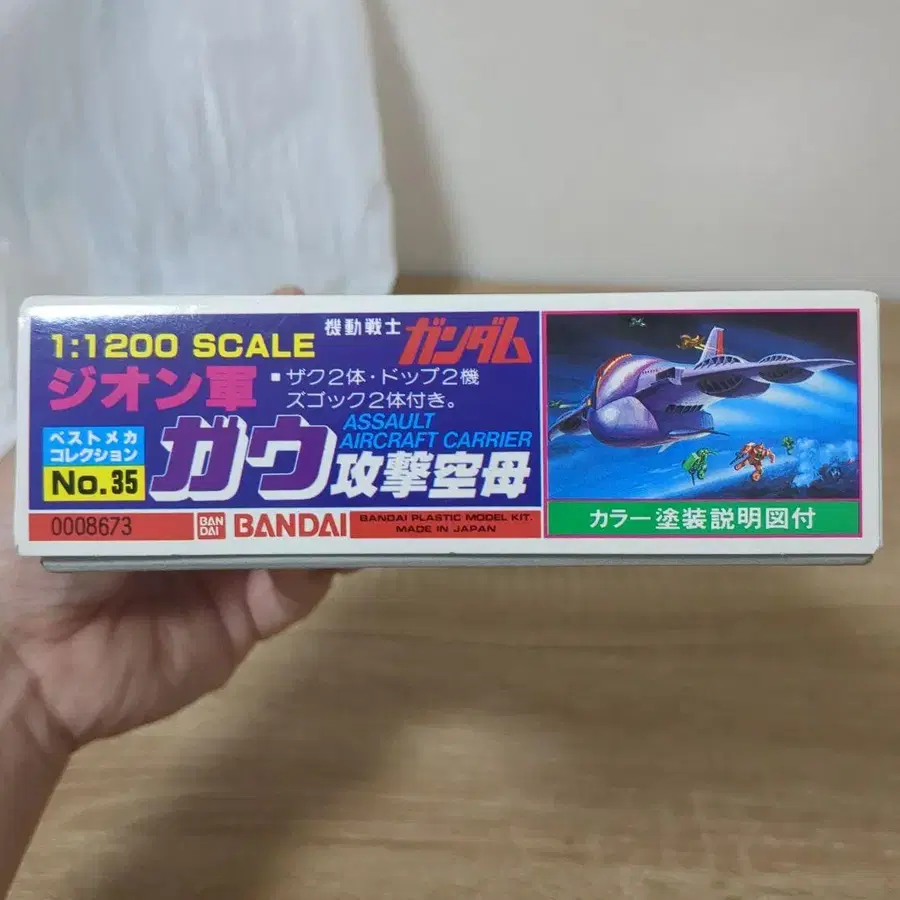 1:1200 SCALE
機動戦士 ガンダム
ジオン軍
■ザク2体・ドップ2機
ズゴック2体付き。
ベストメカ
コレクション
No.35
ガウ
ASSAULT
AIRCRAFT CARRIER
攻撃空母
0008673
BAN
DAI
BANDAI
BANDAI PLASTIC MODEL KIT.
MADE IN JAPAN
カラー塗装説明図付